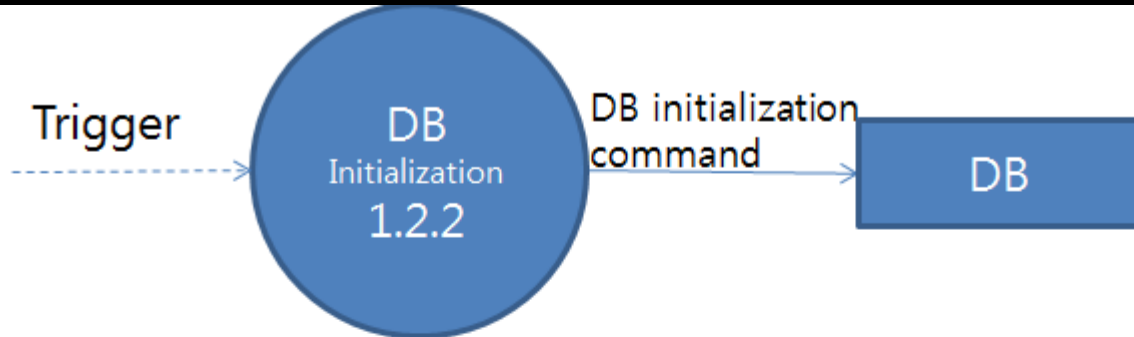 Trigger
DB
Initialization
1.2.2
DB initialization
command
DB